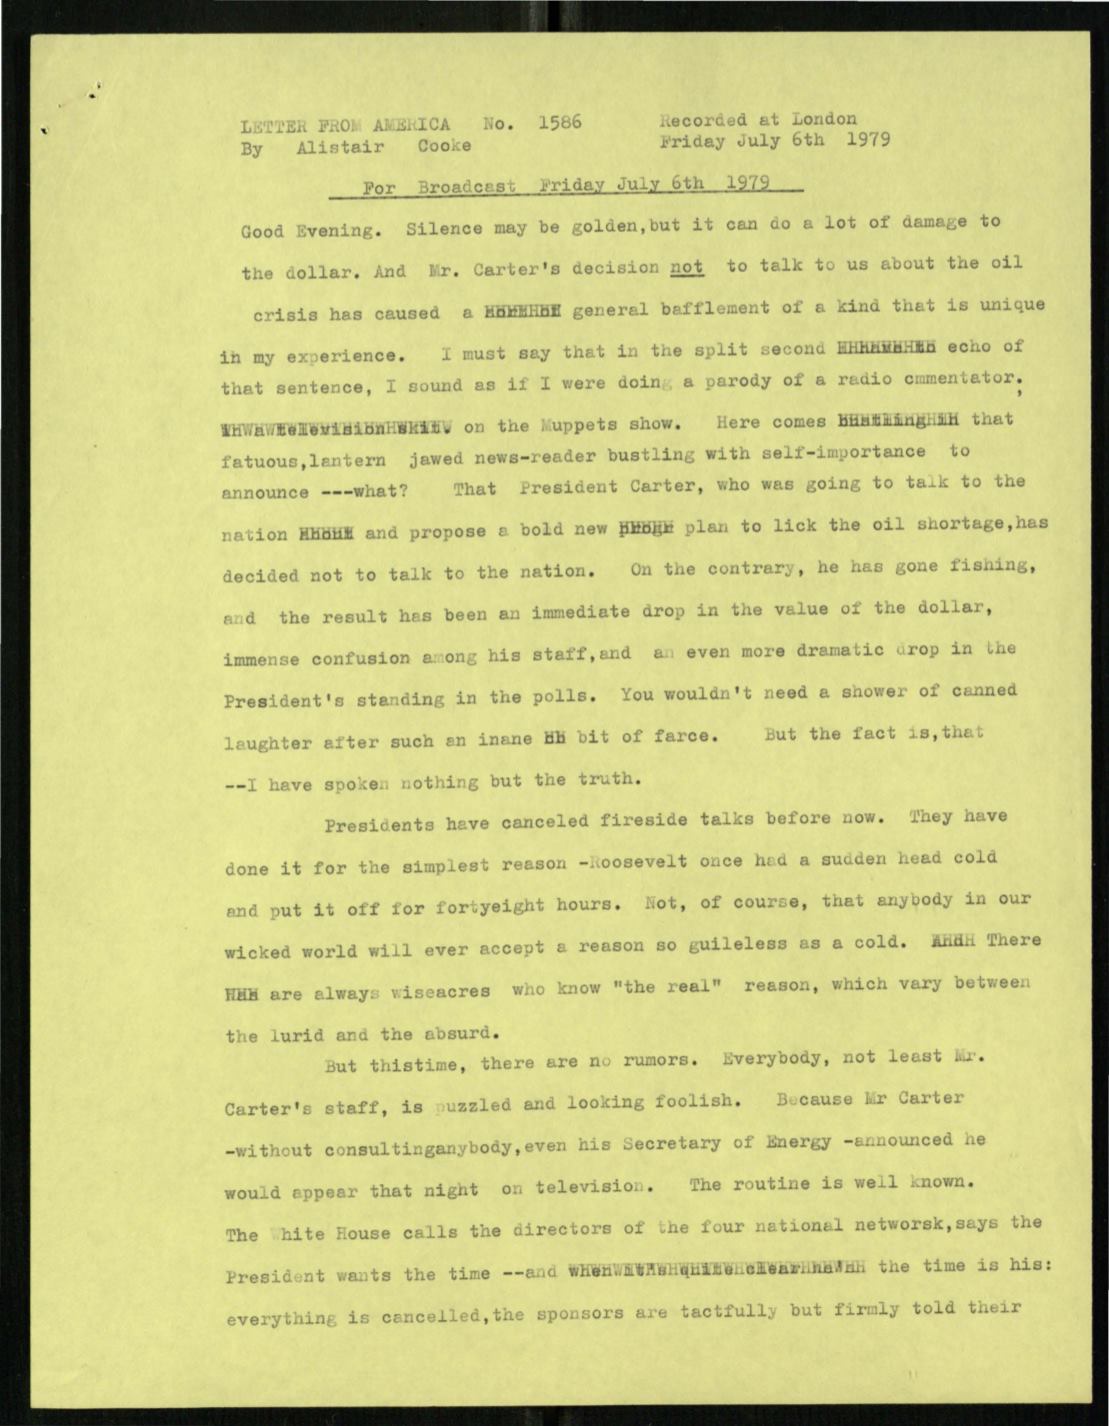 LETTER FROM AMERICA No. 1586 Recorded at London
By Alistair Cooke Friday July 6th 1979
For Broadcast Friday July 6th 1979
Good Evening. Silence may be golden,but it can do a lot of damage to
the dollar. And Mr. Carter's decision not to talk to us about the oil
crisis has caused a general bafflement of a kind that is unique
in my experience. I must say that in the split second echo of
that sentence, I sound as if I were doing a parody of a radio cmmentator,
on the Muppets show. Here comes that
fatuous,lantern jawed news-reader bustling with self-importance to
announce ---what? That President Carter, who was going to talk to the
nation and propose a bold new plan to lick the oil shortage,has
decided not to talk to the nation. On the contrary, he has gone fishing,
and the result has been an immediate drop in the value of the dollar,
immense confusion among his staff,and an even more dramatic drop in the
President's standing in the polls. You wouldn't need a shower of canned
laughter after such an inane bit of farce. But the fact is,that
--I have spoken nothing but the truth.
Presidents have canceled fireside talks before now. They have
done it for the simplest reason -Roosevelt once had a sudden head cold
and put it off for fortyeight hours. Not, of course, that anybody in our
wicked world will ever accept a reason so guileless as a cold. There
are always wiseacres who know "the real" reason, which vary between
the lurid and the absurd.
But thistime, there are no rumors. Everybody, not least Mr.
Carter's staff, is puzzled and looking foolish. Because Mr Carter
-without consultinganybody,even his Secretary of Energy -announced he
would appear that night on television. The routine is well known.
The White House calls the directors of the four national networsk,says the
President wants the time --and the time is his:
everything is cancelled,the sponsors are tactfully but firmly told their